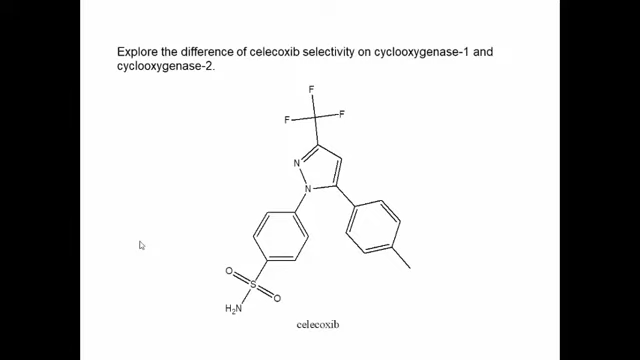 Explore the difference of celecoxib selectivity on cyclooxygenase-1 and
cyclooxygenase-2.
F
F
F
N
N
O
S
O
H₂N
celecoxib